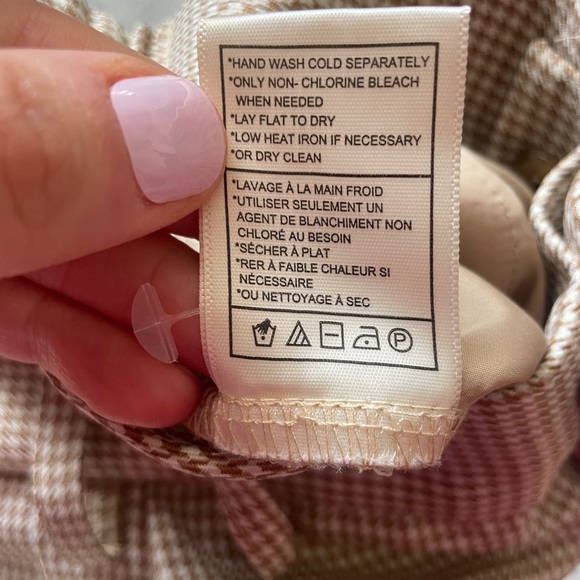 *HAND WASH COLD SEPARATELY
*ONLY NON- CHLORINE BLEACH
WHEN NEEDED
*LAY FLAT TO DRY
*LOW HEAT IRON IF NECESSARY
*OR DRY CLEAN
*LAVAGE À LA MAIN FROID
*UTILISER SEULEMENT UN
AGENT DE BLANCHIMENT NON
CHLORÉ AU BESOIN
*SÉCHER À PLAT
*RER À FAIBLE CHALEUR SI
NÉCESSAIRE
*OU NETTOYAGE À SEC
P